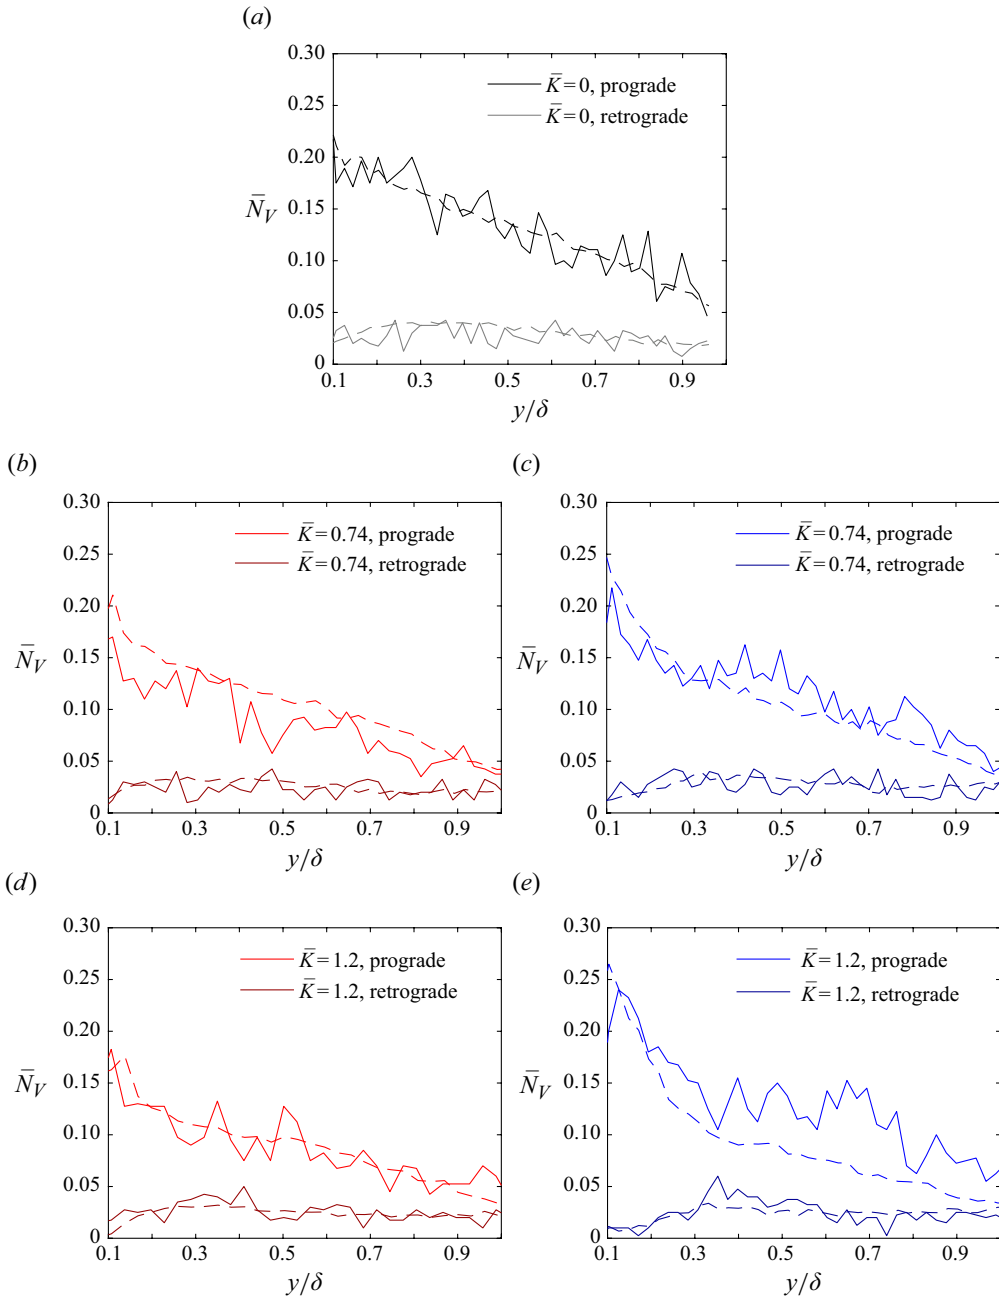 (a)
0.30
0.25
0.20
0.15
0.10
0.05
0
N̄_V
K̄ = 0, prograde
K̄ = 0, retrograde
0.1 0.3 0.5 0.7 0.9
y/δ
(b)
0.30
0.25
0.20
0.15
0.10
0.05
0
N̄_V
K̄ = 0.74, prograde
K̄ = 0.74, retrograde
0.1 0.3 0.5 0.7 0.9
y/δ
(c)
0.30
0.25
0.20
0.15
0.10
0.05
0
N̄_V
K̄ = 0.74, prograde
K̄ = 0.74, retrograde
0.1 0.3 0.5 0.7 0.9
y/δ
(d)
0.30
0.25
0.20
0.15
0.10
0.05
0
N̄_V
K̄ = 1.2, prograde
K̄ = 1.2, retrograde
0.1 0.3 0.5 0.7 0.9
y/δ
(e)
0.30
0.25
0.20
0.15
0.10
0.05
0
N̄_V
K̄ = 1.2, prograde
K̄ = 1.2, retrograde
0.1 0.3 0.5 0.7 0.9
y/δ